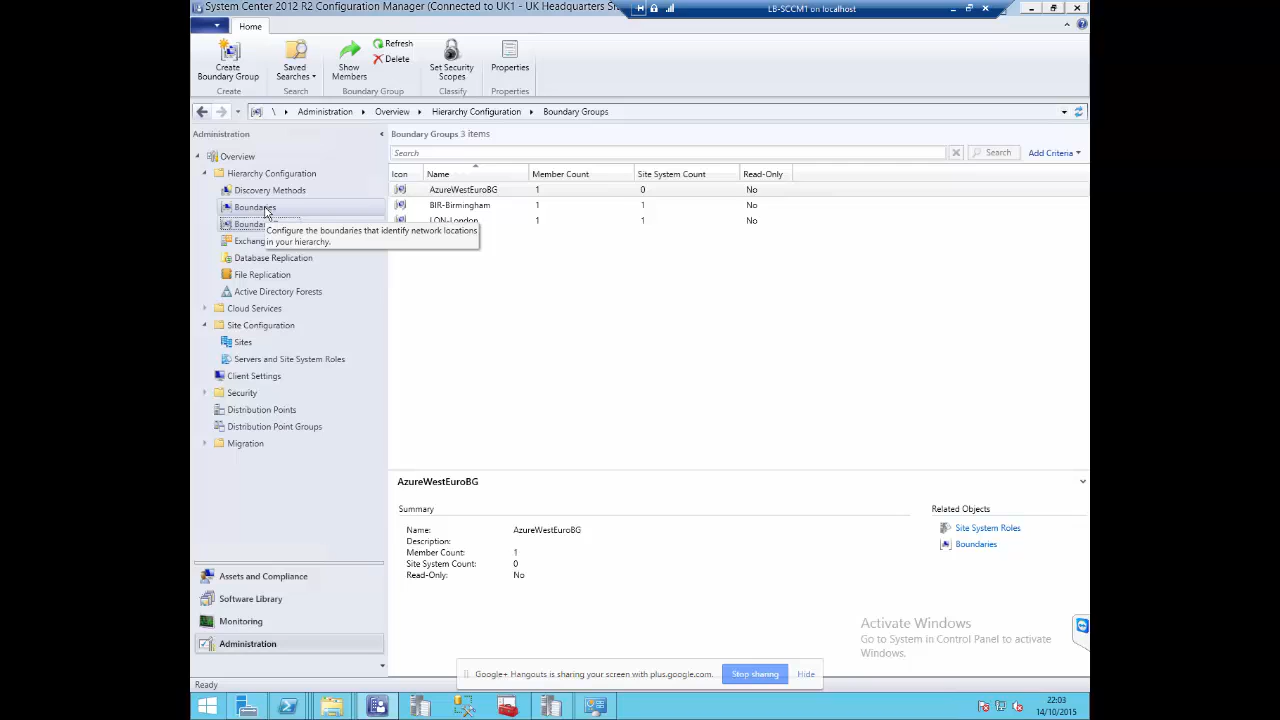 System Center 2012 R2 Configuration Manager (Connected to UK1 - UK Headquarters
LB-SCCM1 on localhost
Home
Create Boundary Group
Saved Searches
Show Members
Refresh
Delete
Set Security Scopes
Properties
Create
Search
Boundary Group
Classify
Properties
\ Administration Overview Hierarchy Configuration Boundary Groups
Administration
Overview
Hierarchy Configuration
Discovery Methods
Boundaries
Configure the boundaries that identify network locations
in your hierarchy.
Database Replication
File Replication
Active Directory Forests
Cloud Services
Site Configuration
Sites
Servers and Site System Roles
Client Settings
Security
Distribution Points
Distribution Point Groups
Migration
Assets and Compliance
Software Library
Monitoring
Administration
Boundary Groups 3 items
Search
Search
Add Criteria
Icon Name Member Count Site System Count Read-Only
AzureWestEuroBG 1 0 No
BIR-Birmingham 1 1 No
LON-London 1 1 No
AzureWestEuroBG
Summary
Name: AzureWestEuroBG
Description:
Member Count: 1
Site System Count: 0
Read-Only: No
Related Objects
Site System Roles
Boundaries
Activate Windows
Go to System in Control Panel to activate
Windows.
Google+ Hangouts is sharing your screen with plus.google.com.
Stop sharing
Hide
Ready
22:03
14/10/2015